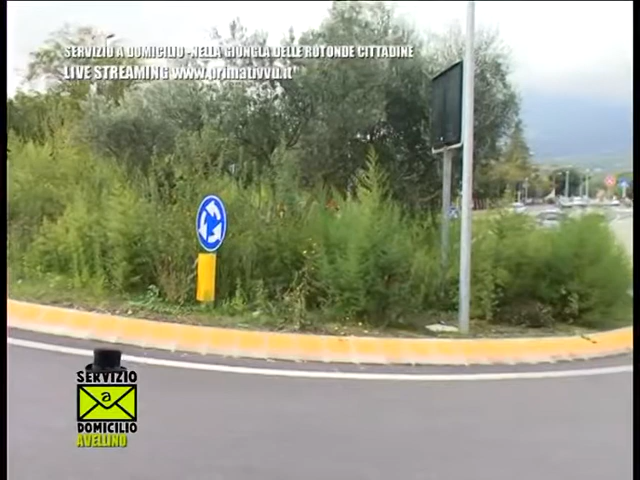 SERVIZIO A DOMICILIO -NELLA GIUNGLA DELLE ROTONDE CITTADINE
LIVE STREAMING www.primativvu.it
SERVIZIO
a
DOMICILIO
AVELLINO